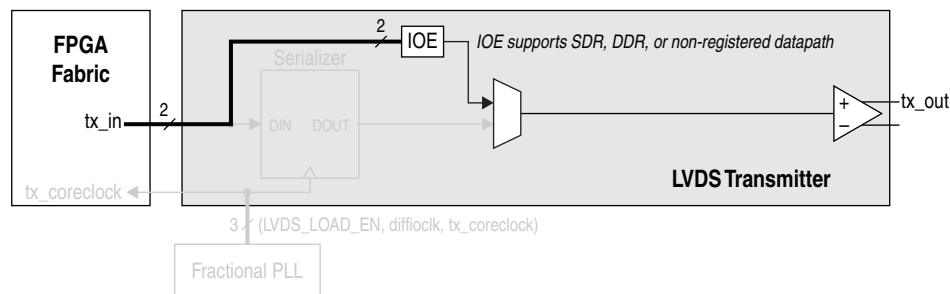 FPGA
Fabric
2
IOE
IOE supports SDR, DDR, or non-registered datapath
Serializer
2
tx_in
DIN
DOUT
+
–
tx_out
tx_coreclock
LVDS Transmitter
3
(LVDS_LOAD_EN, diffioclk, tx_coreclock)
Fractional PLL